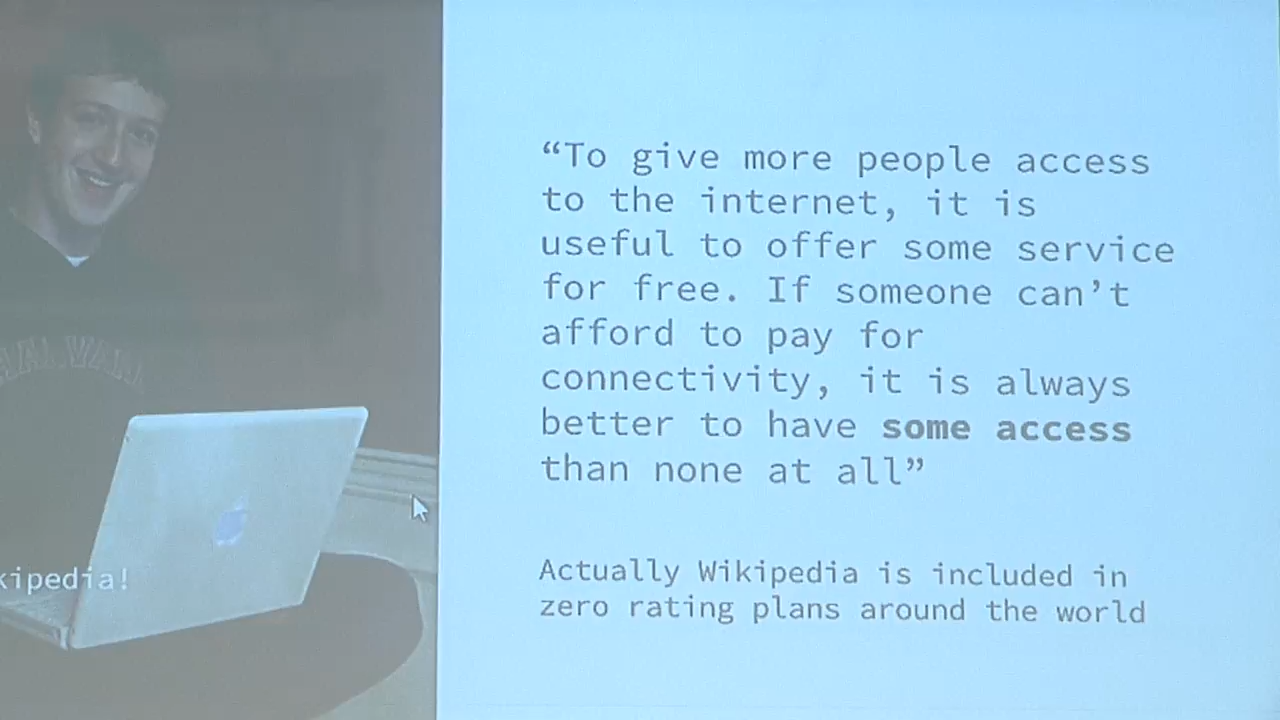 “To give more people access
to the internet, it is
useful to offer some service
for free. If someone can’t
afford to pay for
connectivity, it is always
better to have some access
than none at all”
kipedia!
Actually Wikipedia is included in
zero rating plans around the world